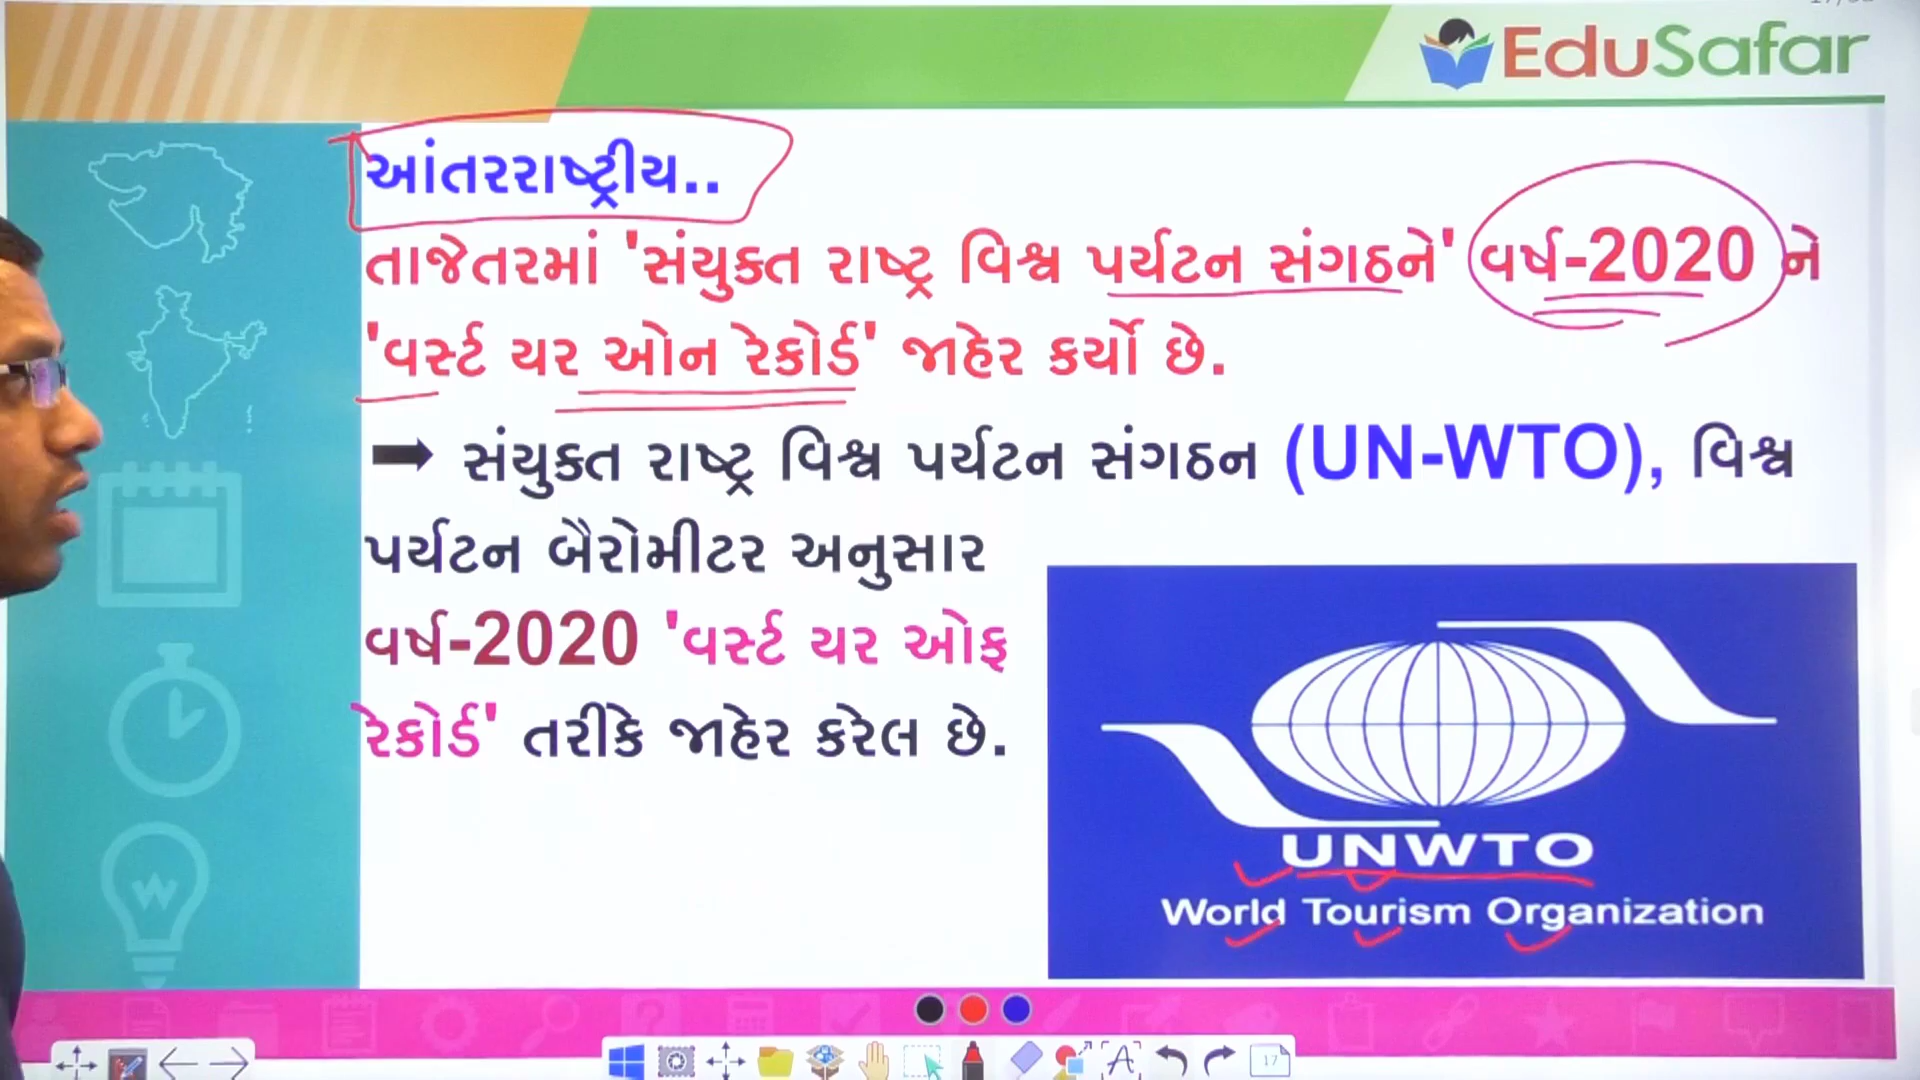 EduSafar
આંતરરાષ્ટ્રીય..
તાજેતરમાં 'સંયુક્ત રાષ્ટ્ર વિશ્વ પર્યટન સંગઠને' વર્ષ-2020 ને
'વર્સ્ટ યર ઓન રેકોર્ડ' જાહેર કર્યો છે.
➡ સંયુક્ત રાષ્ટ્ર વિશ્વ પર્યટન સંગઠન (UN-WTO), વિશ્વ
પર્યટન બૈરોમીટર અનુસાર
વર્ષ-2020 'વર્સ્ટ યર ઓફ
રેકોર્ડ' તરીકે જાહેર કરેલ છે.
UNWTO
World Tourism Organization
17